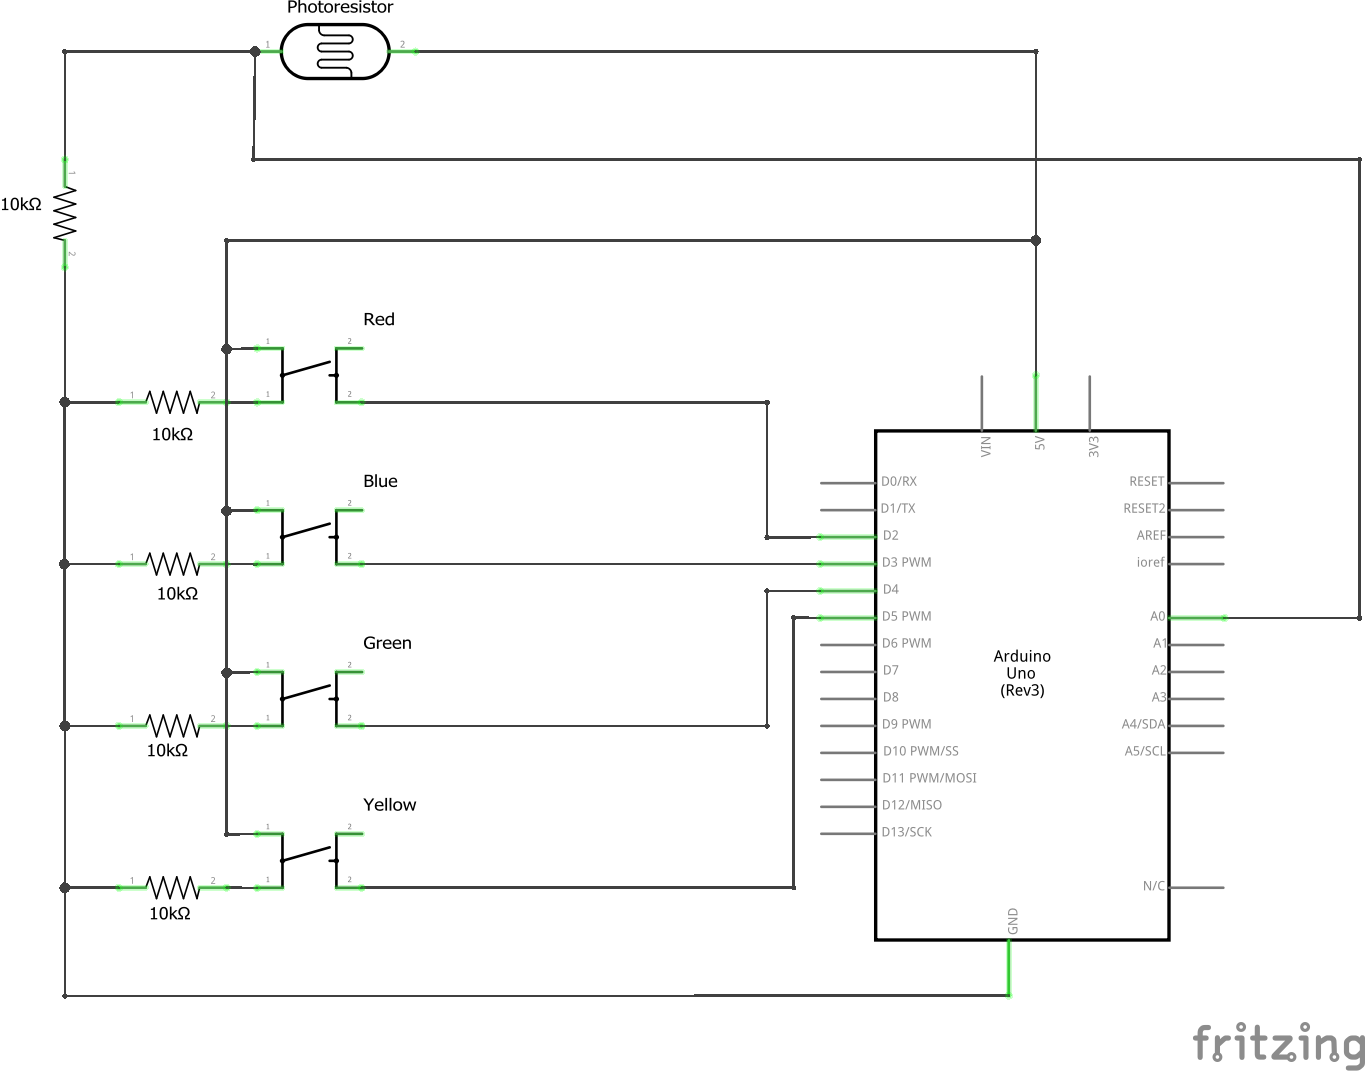 Photoresistor
1
2
1
10kΩ
2
Red
1
2
1
2
1
2
10kΩ
Blue
1
2
1
2
1
2
10kΩ
Green
1
2
1
2
1
2
10kΩ
Yellow
1
2
1
2
1
2
10kΩ
VIN
5V
3V3
D0/RX
RESET
D1/TX
RESET2
D2
AREF
D3 PWM
ioref
D4
D5 PWM
A0
D6 PWM
A1
D7
A2
D8
A3
D9 PWM
A4/SDA
D10 PWM/SS
A5/SCL
D11 PWM/MOSI
D12/MISO
D13/SCK
N/C
Arduino
Uno
(Rev3)
GND
fritzing